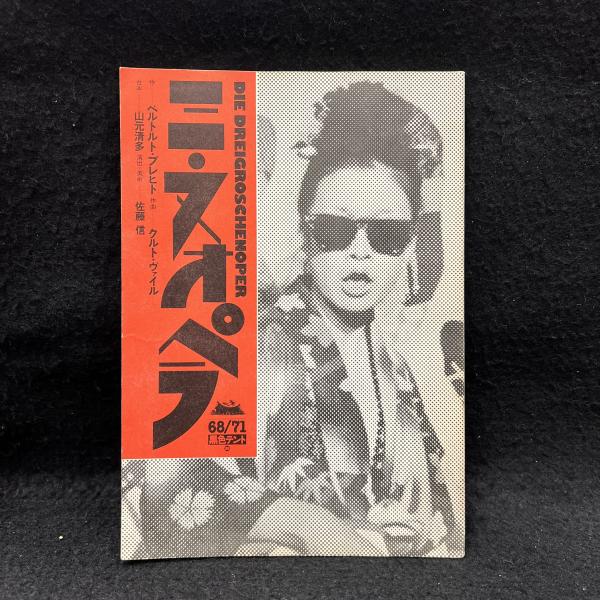 DIE DREIGROSCHENOPER
三文オペラ
作 ベルトルト・ブレヒト 作曲 クルト・ヴァイル
台本 山元清多 演出・美術 佐藤信
68/71
黒色テント